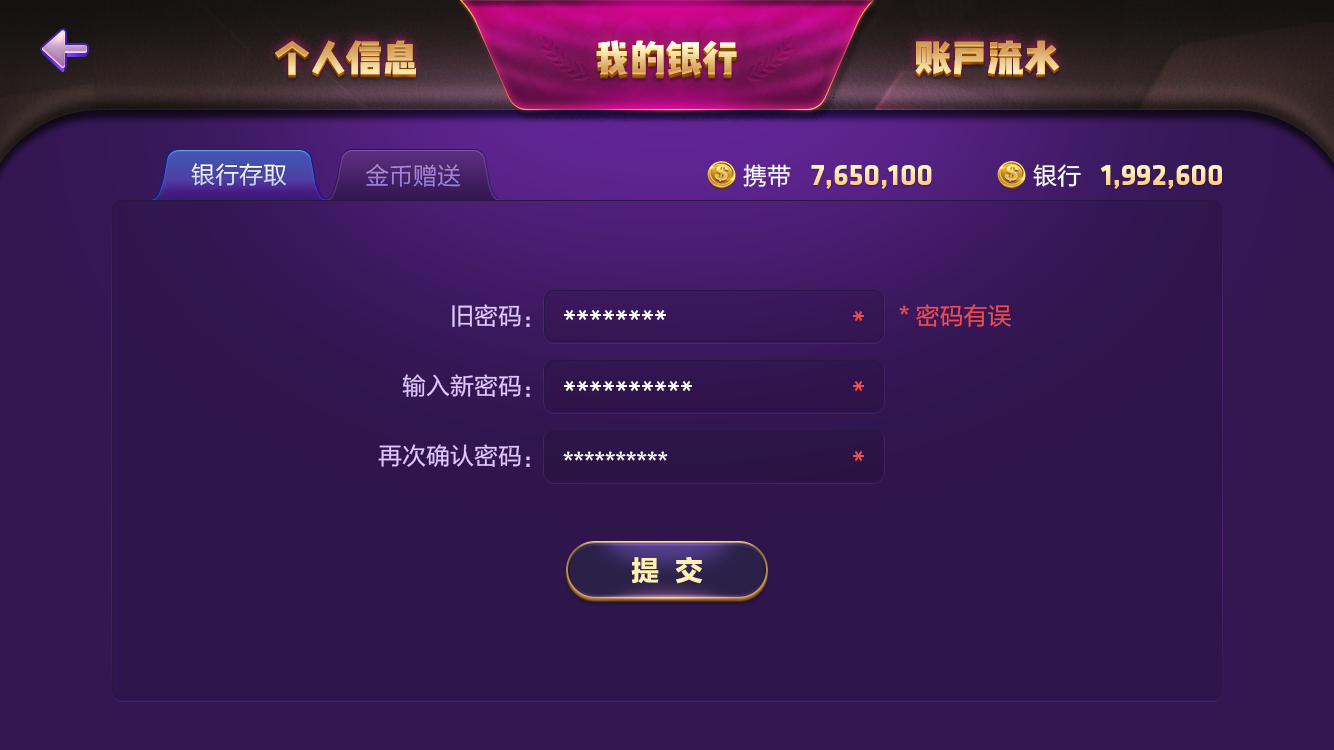 个人信息 我的银行 账户流水
银行存取 金币赠送 携带 7,650,100 银行 1,992,600
旧密码: ******** * * 密码有误
输入新密码: ********** *
再次确认密码: ********** *
提 交